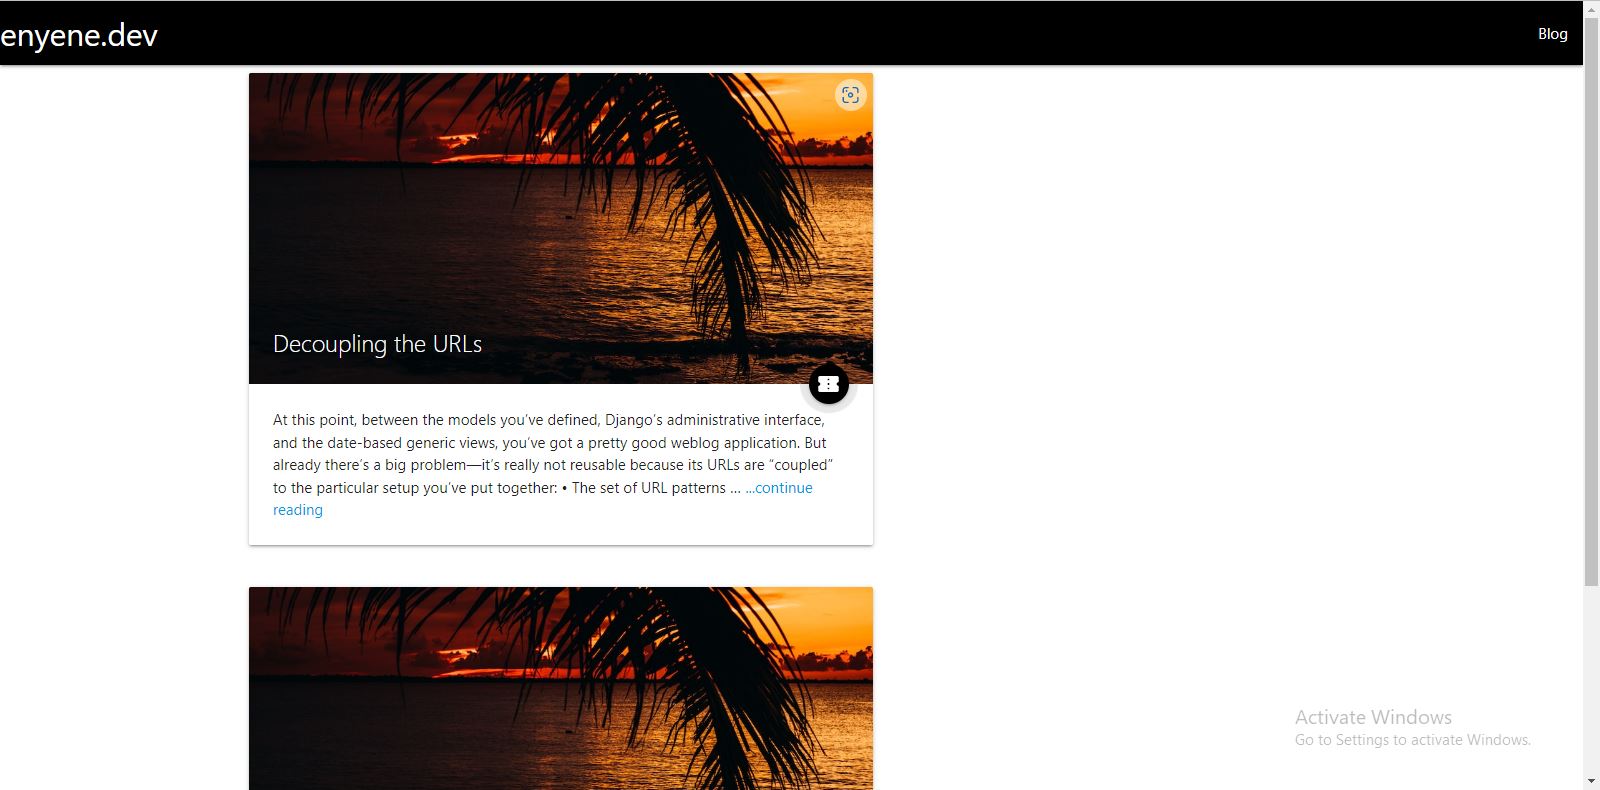 enyene.dev
Blog
Decoupling the URLs
At this point, between the models you’ve defined, Django’s administrative interface,
and the date-based generic views, you’ve got a pretty good weblog application. But
already there’s a big problem—it’s really not reusable because its URLs are “coupled”
to the particular setup you’ve put together: • The set of URL patterns … ...continue
reading
Activate Windows
Go to Settings to activate Windows.